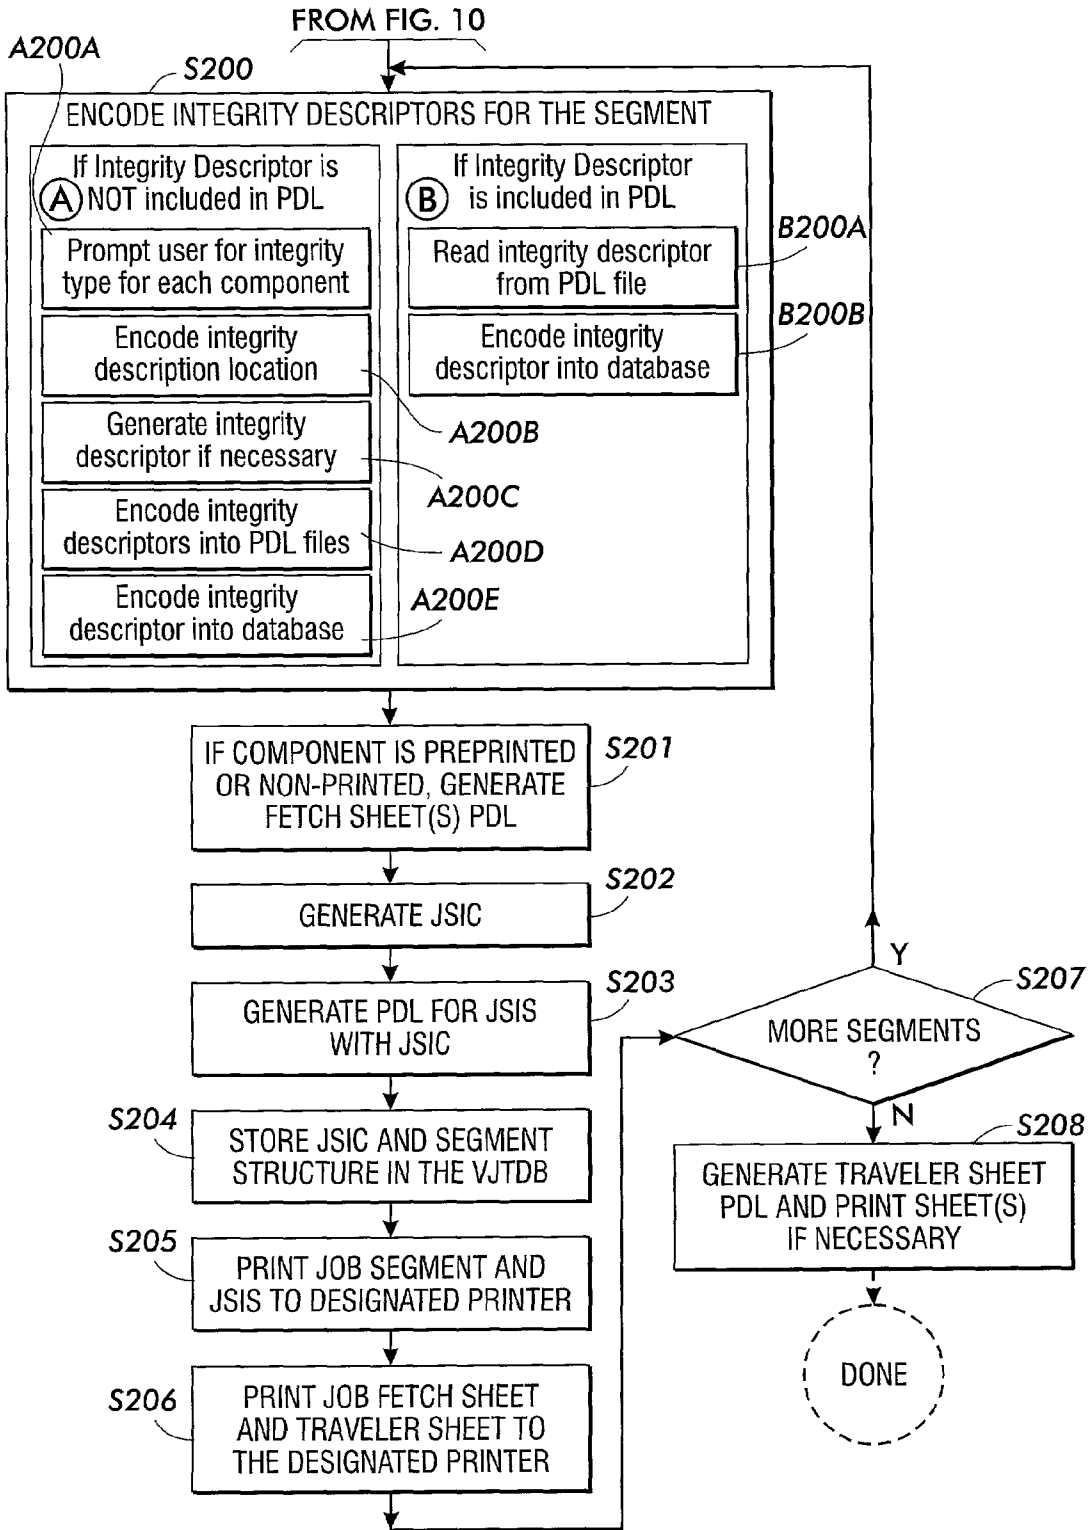 FROM FIG. 10
A200A
S200
ENCODE INTEGRITY DESCRIPTORS FOR THE SEGMENT
If Integrity Descriptor is
A NOT included in PDL
Prompt user for integrity
type for each component
Encode integrity
description location
Generate integrity
descriptor if necessary
Encode integrity
descriptors into PDL files
Encode integrity
descriptor into database
If Integrity Descriptor
B is included in PDL
Read integrity descriptor
from PDL file
Encode integrity
descriptor into database
B200A
B200B
A200B
A200C
A200D
A200E
IF COMPONENT IS PREPRINTED
OR NON-PRINTED, GENERATE
FETCH SHEET(S) PDL
S201
GENERATE JSIC
S202
GENERATE PDL FOR JSIS
WITH JSIC
S203
S204
STORE JSIC AND SEGMENT
STRUCTURE IN THE VJTDB
S205
PRINT JOB SEGMENT AND
JSIS TO DESIGNATED PRINTER
S206
PRINT JOB FETCH SHEET
AND TRAVELER SHEET TO
THE DESIGNATED PRINTER
Y
S207
MORE SEGMENTS
?
N
S208
GENERATE TRAVELER SHEET
PDL AND PRINT SHEET(S)
IF NECESSARY
DONE